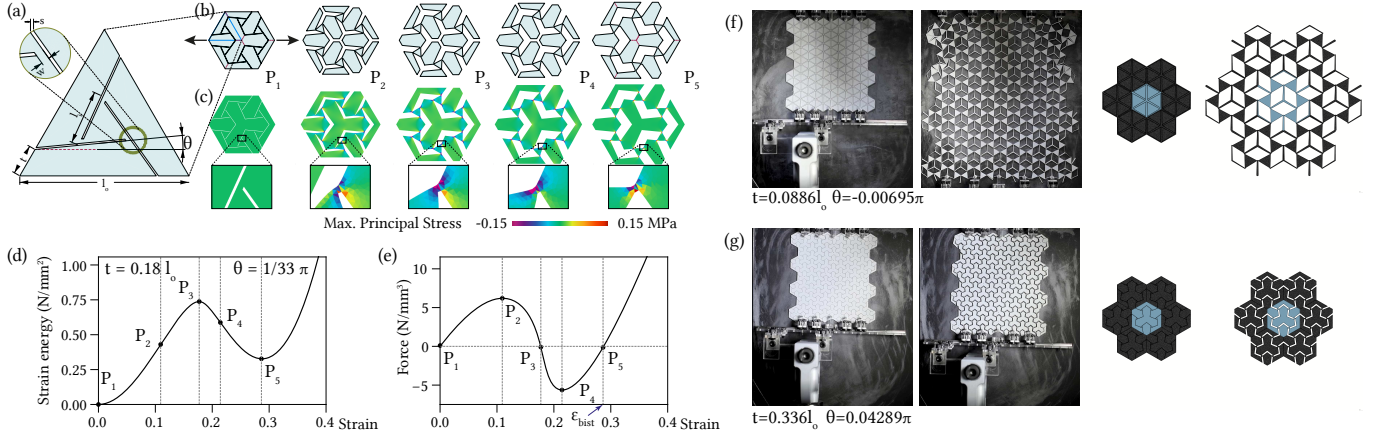 (a)
s
w
l
t
θ
lₒ
(b)
P₁
P₂
P₃
P₄
P₅
(c)
Max. Principal Stress -0.15 0.15 MPa
(d)
t = 0.18 lₒ θ = 1/33 π
Strain energy (N/mm²)
1.00
0.75
0.50
0.25
0.00
P₁
P₂
P₃
P₄
P₅
0.0 0.1 0.2 0.3 0.4 Strain
(e)
Force (N/mm³)
10
5
0
−5
P₁
P₂
P₃
P₄
P₅
εbist
0.0 0.1 0.2 0.3 0.4 Strain
(f)
t=0.0886lₒ θ=-0.00695π
(g)
t=0.336lₒ θ=0.04289π